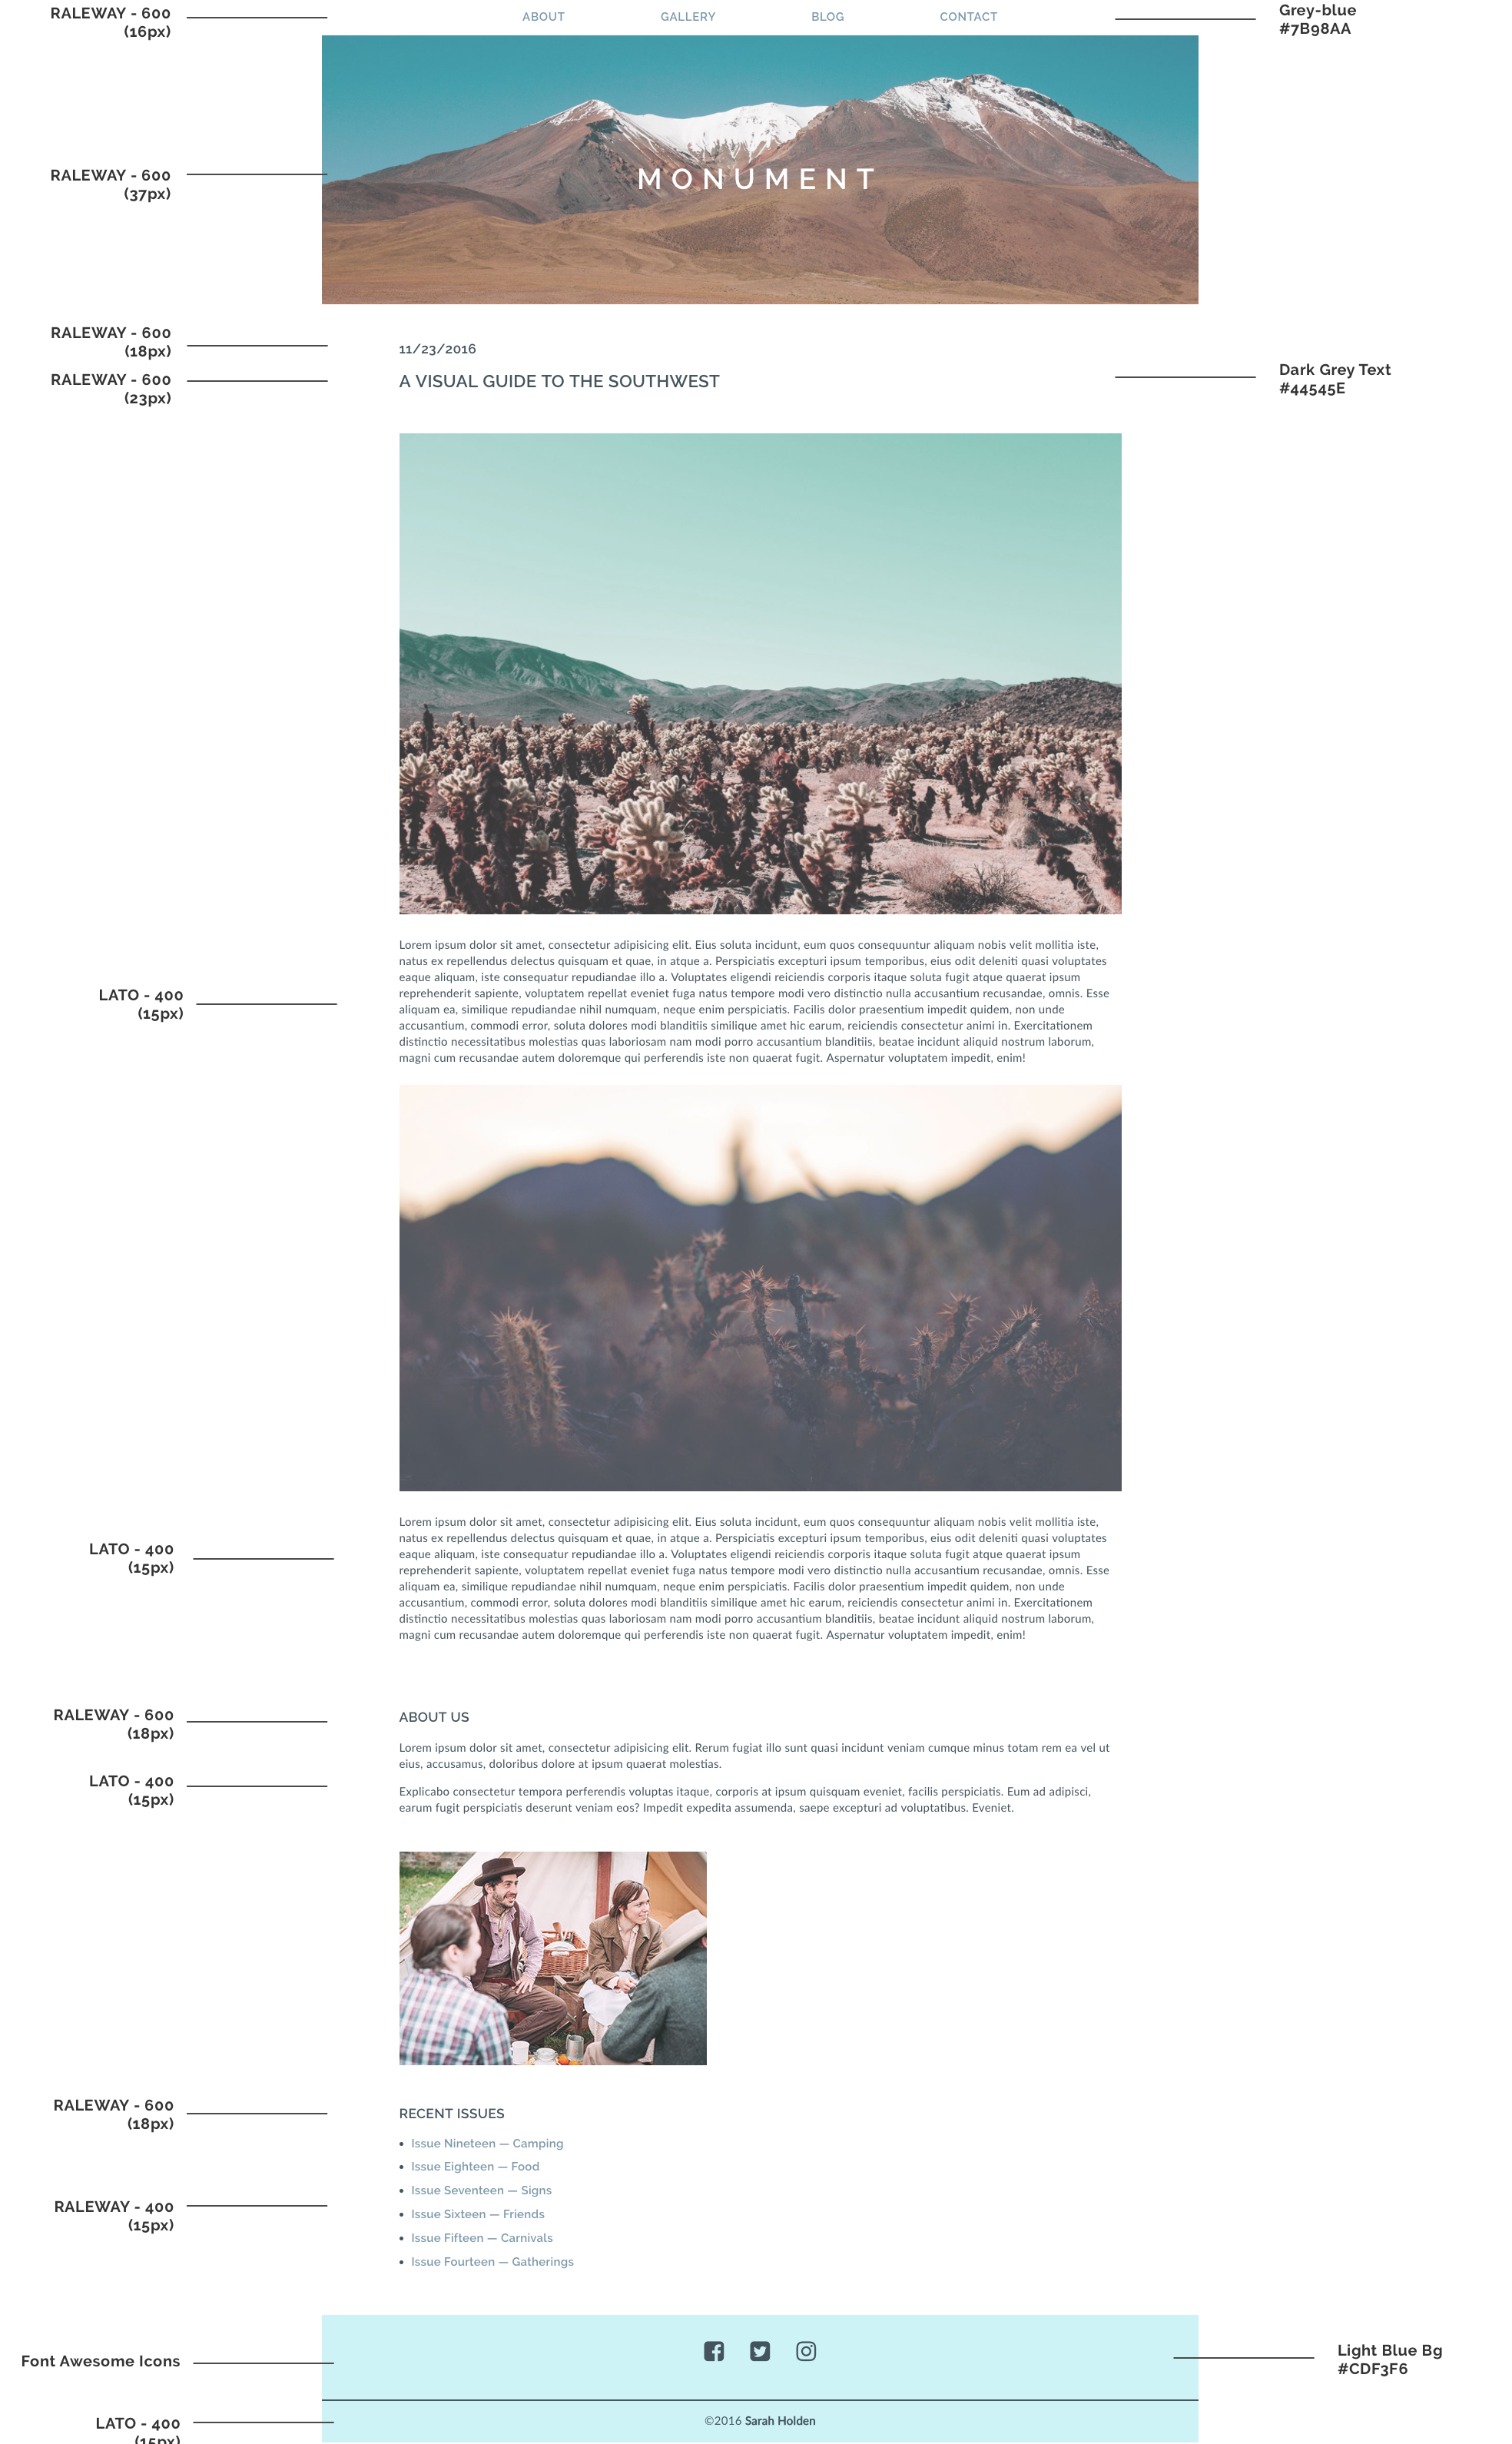 RALEWAY - 600
(16px)
ABOUT GALLERY BLOG CONTACT
Grey-blue
#7B98AA
RALEWAY - 600
(37px)
MONUMENT
RALEWAY - 600
(18px)
11/23/2016
RALEWAY - 600
(23px)
A VISUAL GUIDE TO THE SOUTHWEST
Dark Grey Text
#44545E
Lorem ipsum dolor sit amet, consectetur adipisicing elit. Eius soluta incidunt, eum quos consequuntur aliquam nobis velit mollitia iste,
natus ex repellendus delectus quisquam et quae, in atque a. Perspiciatis excepturi ipsum temporibus, eius odit deleniti quasi voluptates
eaque aliquam, iste consequatur repudiandae illo a. Voluptates eligendi reiciendis corporis itaque soluta fugit atque quaerat ipsum
reprehenderit sapiente, voluptatem repellat eveniet fuga natus tempore modi vero distinctio nulla accusantium recusandae, omnis. Esse
aliquam ea, similique repudiandae nihil numquam, neque enim perspiciatis. Facilis dolor praesentium impedit quidem, non unde
accusantium, commodi error, soluta dolores modi blanditiis similique amet hic earum, reiciendis consectetur animi in. Exercitationem
distinctio necessitatibus molestias quas laboriosam nam modi porro accusantium blanditiis, beatae incidunt aliquid nostrum laborum,
magni cum recusandae autem doloremque qui perferendis iste non quaerat fugit. Aspernatur voluptatem impedit, enim!
LATO - 400
(15px)
Lorem ipsum dolor sit amet, consectetur adipisicing elit. Eius soluta incidunt, eum quos consequuntur aliquam nobis velit mollitia iste,
natus ex repellendus delectus quisquam et quae, in atque a. Perspiciatis excepturi ipsum temporibus, eius odit deleniti quasi voluptates
eaque aliquam, iste consequatur repudiandae illo a. Voluptates eligendi reiciendis corporis itaque soluta fugit atque quaerat ipsum
reprehenderit sapiente, voluptatem repellat eveniet fuga natus tempore modi vero distinctio nulla accusantium recusandae, omnis. Esse
aliquam ea, similique repudiandae nihil numquam, neque enim perspiciatis. Facilis dolor praesentium impedit quidem, non unde
accusantium, commodi error, soluta dolores modi blanditiis similique amet hic earum, reiciendis consectetur animi in. Exercitationem
distinctio necessitatibus molestias quas laboriosam nam modi porro accusantium blanditiis, beatae incidunt aliquid nostrum laborum,
magni cum recusandae autem doloremque qui perferendis iste non quaerat fugit. Aspernatur voluptatem impedit, enim!
LATO - 400
(15px)
RALEWAY - 600
(18px)
ABOUT US
LATO - 400
(15px)
Lorem ipsum dolor sit amet, consectetur adipisicing elit. Rerum fugiat illo sunt quasi incidunt veniam cumque minus totam rem ea vel ut
eius, accusamus, doloribus dolore at ipsum quaerat molestias.
Explicabo consectetur tempora perferendis voluptas itaque, corporis at ipsum quisquam eveniet, facilis perspiciatis. Eum ad adipisci,
earum fugit perspiciatis deserunt veniam eos? Impedit expedita assumenda, saepe excepturi ad voluptatibus. Eveniet.
RALEWAY - 600
(18px)
RECENT ISSUES
• Issue Nineteen — Camping
• Issue Eighteen — Food
• Issue Seventeen — Signs
• Issue Sixteen — Friends
• Issue Fifteen — Carnivals
• Issue Fourteen — Gatherings
RALEWAY - 400
(15px)
Font Awesome Icons
Light Blue Bg
#CDF3F6
LATO - 400
(15px)
©2016 Sarah Holden